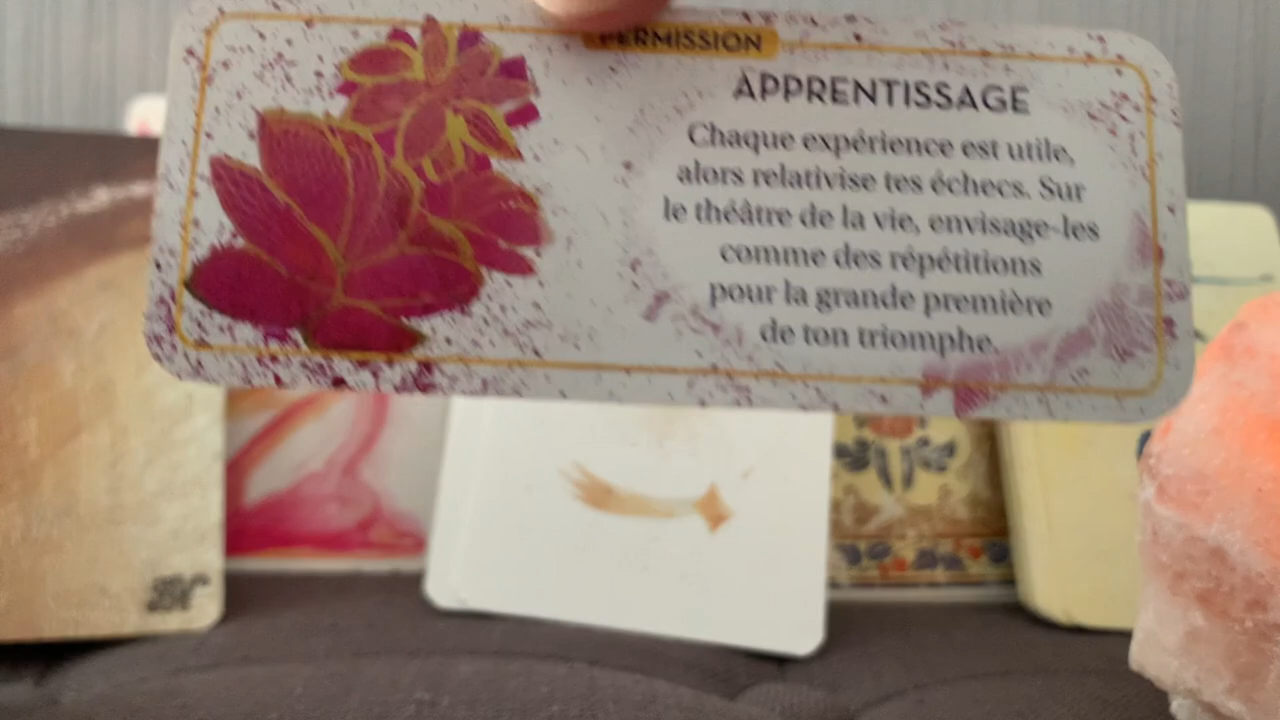 PERMISSION
APPRENTISSAGE
Chaque expérience est utile,
alors relativise tes échecs. Sur
le théâtre de la vie, envisage-les
comme des répétitions
pour la grande première
de ton triomphe.